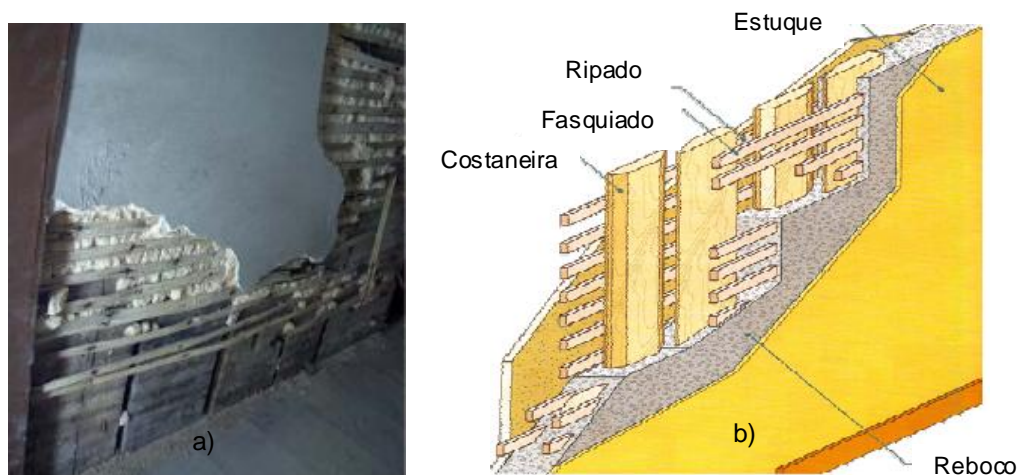 Estuque
Ripado
Fasquiado
Costaneira
a)
b)
Reboco